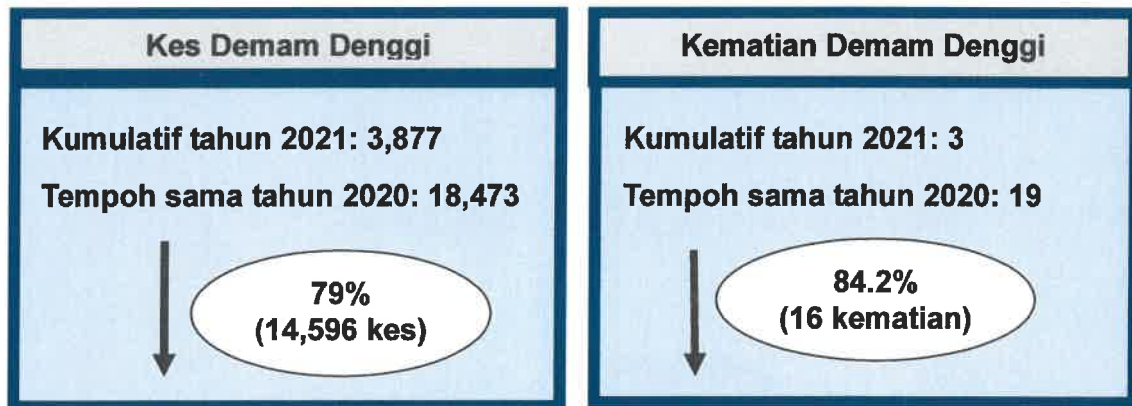 Kes Demam Denggi
Kumulatif tahun 2021: 3,877
Tempoh sama tahun 2020: 18,473
79%
(14,596 kes)
Kematian Demam Denggi
Kumulatif tahun 2021: 3
Tempoh sama tahun 2020: 19
84.2%
(16 kematian)